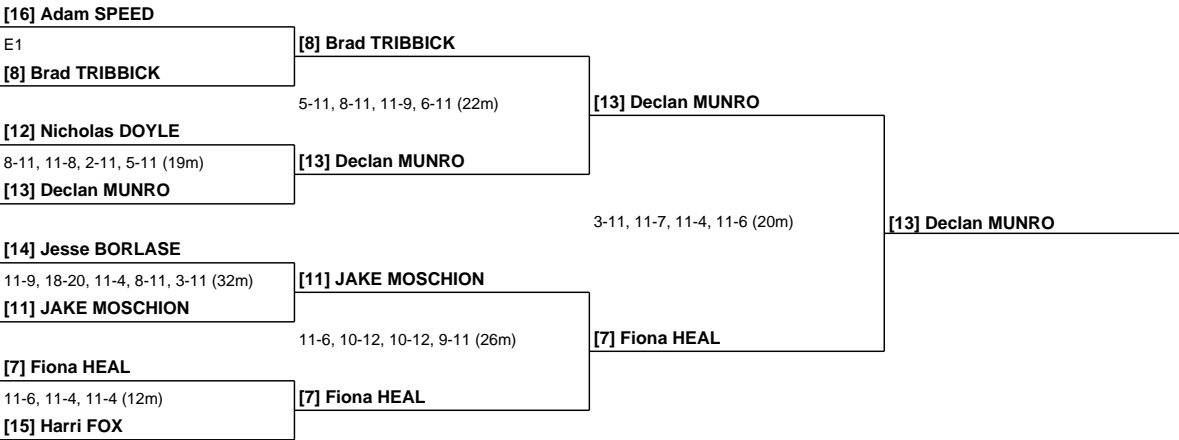 [16] Adam SPEED
E1
[8] Brad TRIBBICK
[8] Brad TRIBBICK
5-11, 8-11, 11-9, 6-11 (22m)
[13] Declan MUNRO
[12] Nicholas DOYLE
8-11, 11-8, 2-11, 5-11 (19m)
[13] Declan MUNRO
[13] Declan MUNRO
3-11, 11-7, 11-4, 11-6 (20m)
[13] Declan MUNRO
[14] Jesse BORLASE
11-9, 18-20, 11-4, 8-11, 3-11 (32m)
[11] JAKE MOSCHION
[11] JAKE MOSCHION
11-6, 10-12, 10-12, 9-11 (26m)
[7] Fiona HEAL
[7] Fiona HEAL
11-6, 11-4, 11-4 (12m)
[7] Fiona HEAL
[15] Harri FOX